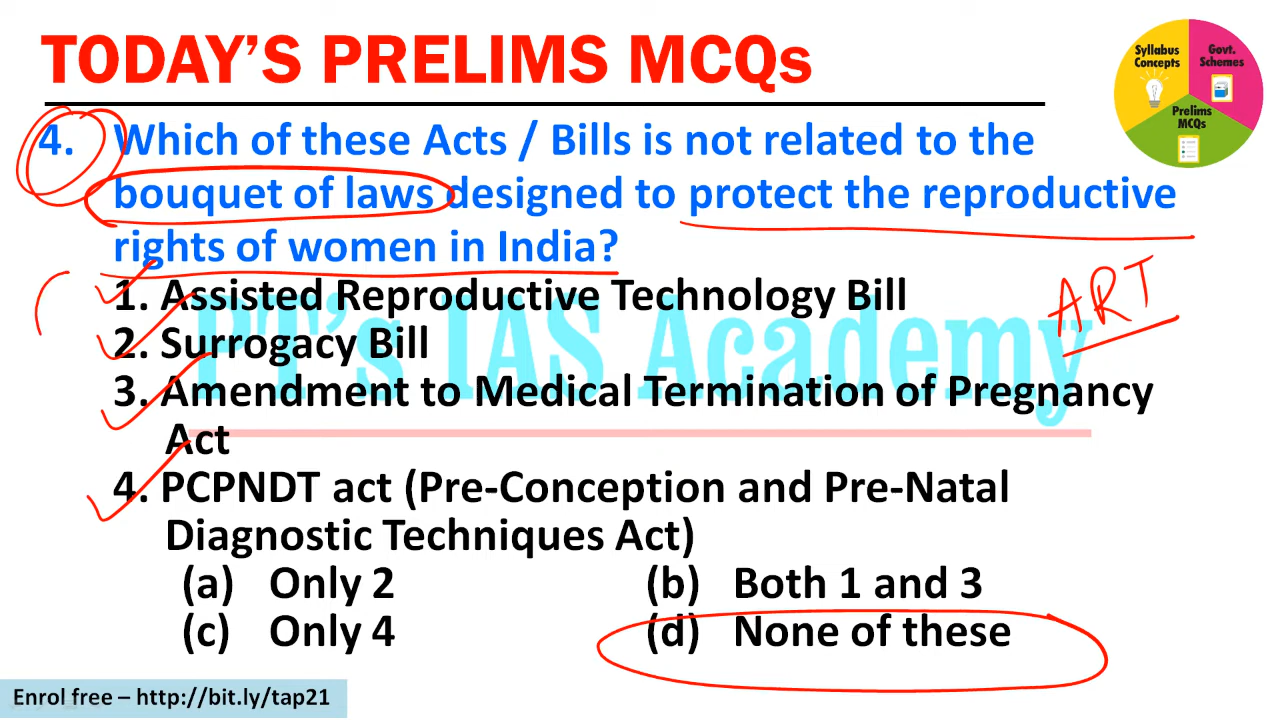 TODAY'S PRELIMS MCQs
Syllabus Concepts
Govt. Schemes
Prelims MCQs
4. Which of these Acts / Bills is not related to the
bouquet of laws designed to protect the reproductive
rights of women in India?
1. Assisted Reproductive Technology Bill
ART
2. Surrogacy Bill
PT's IAS Academy
3. Amendment to Medical Termination of Pregnancy
Act
4. PCPNDT act (Pre-Conception and Pre-Natal
Diagnostic Techniques Act)
(a) Only 2 (b) Both 1 and 3
(c) Only 4 (d) None of these
Enrol free – http://bit.ly/tap21